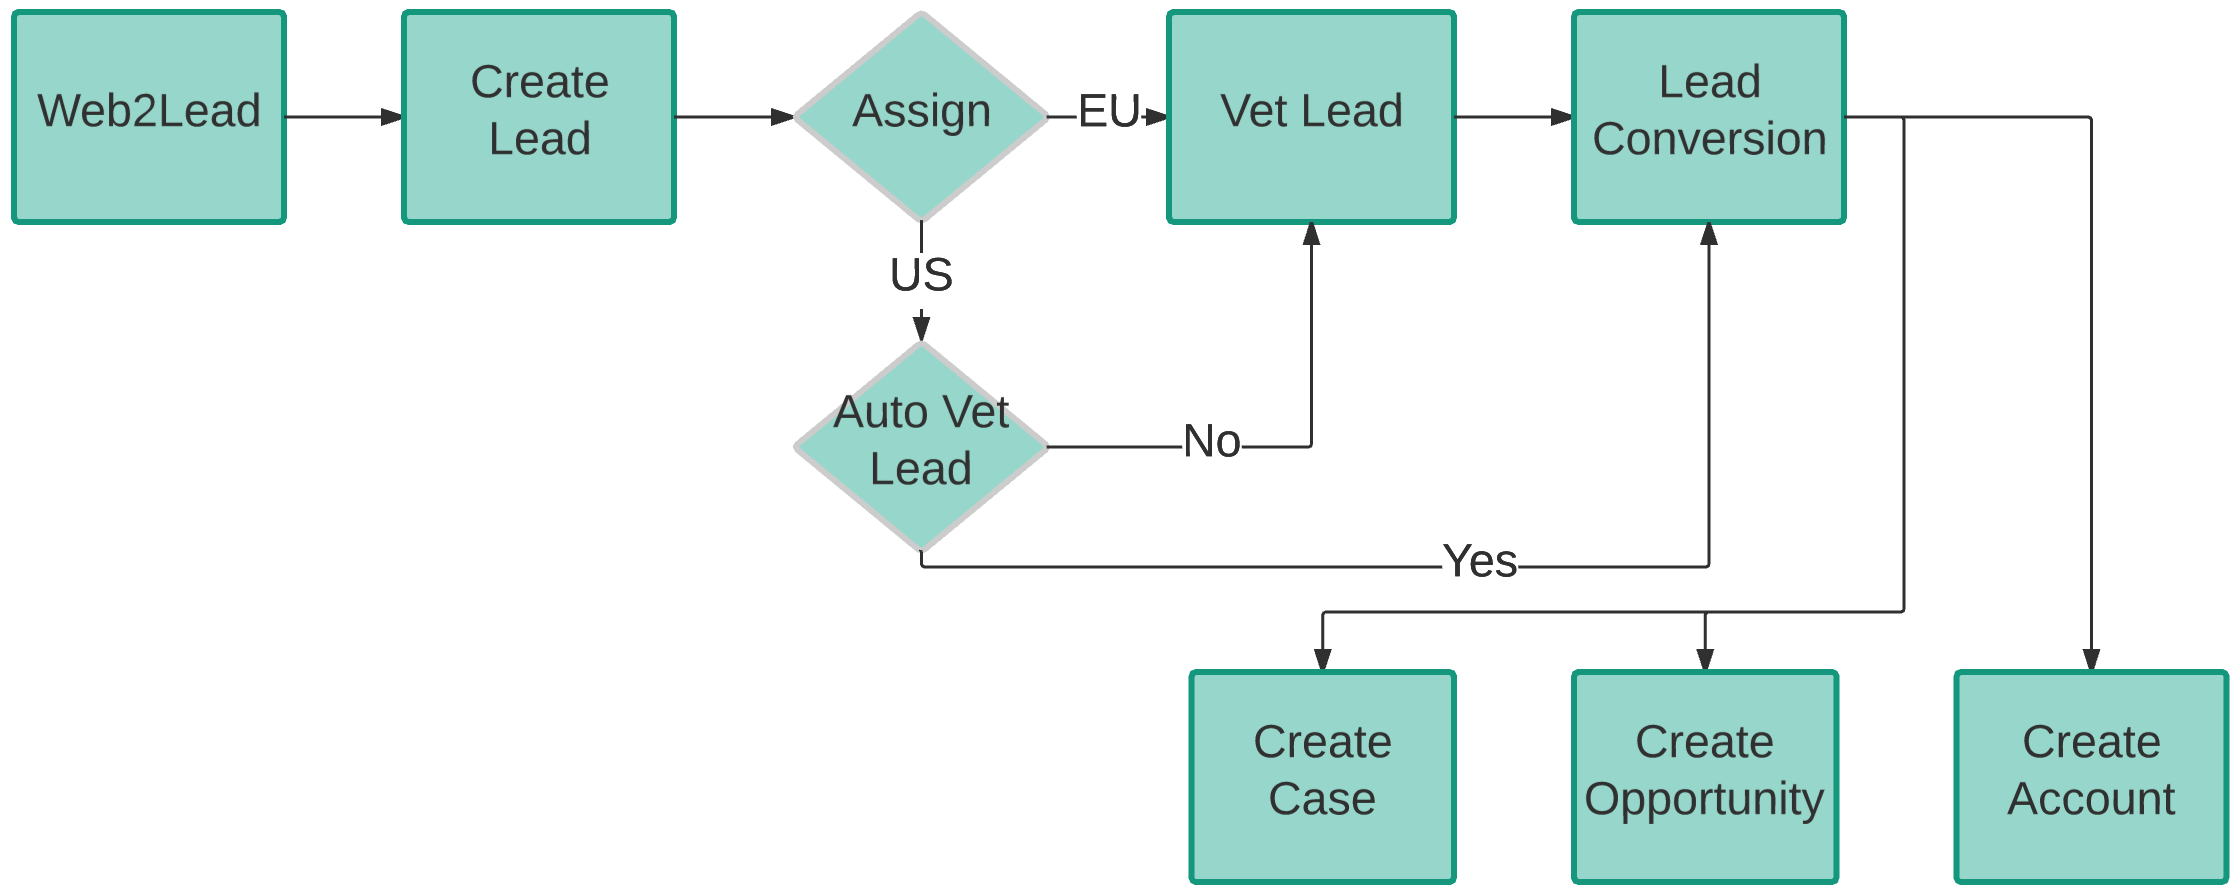 Web2Lead
Create
Lead
Assign
EU
Vet Lead
Lead
Conversion
US
Auto Vet
Lead
No
Yes
Create
Case
Create
Opportunity
Create
Account